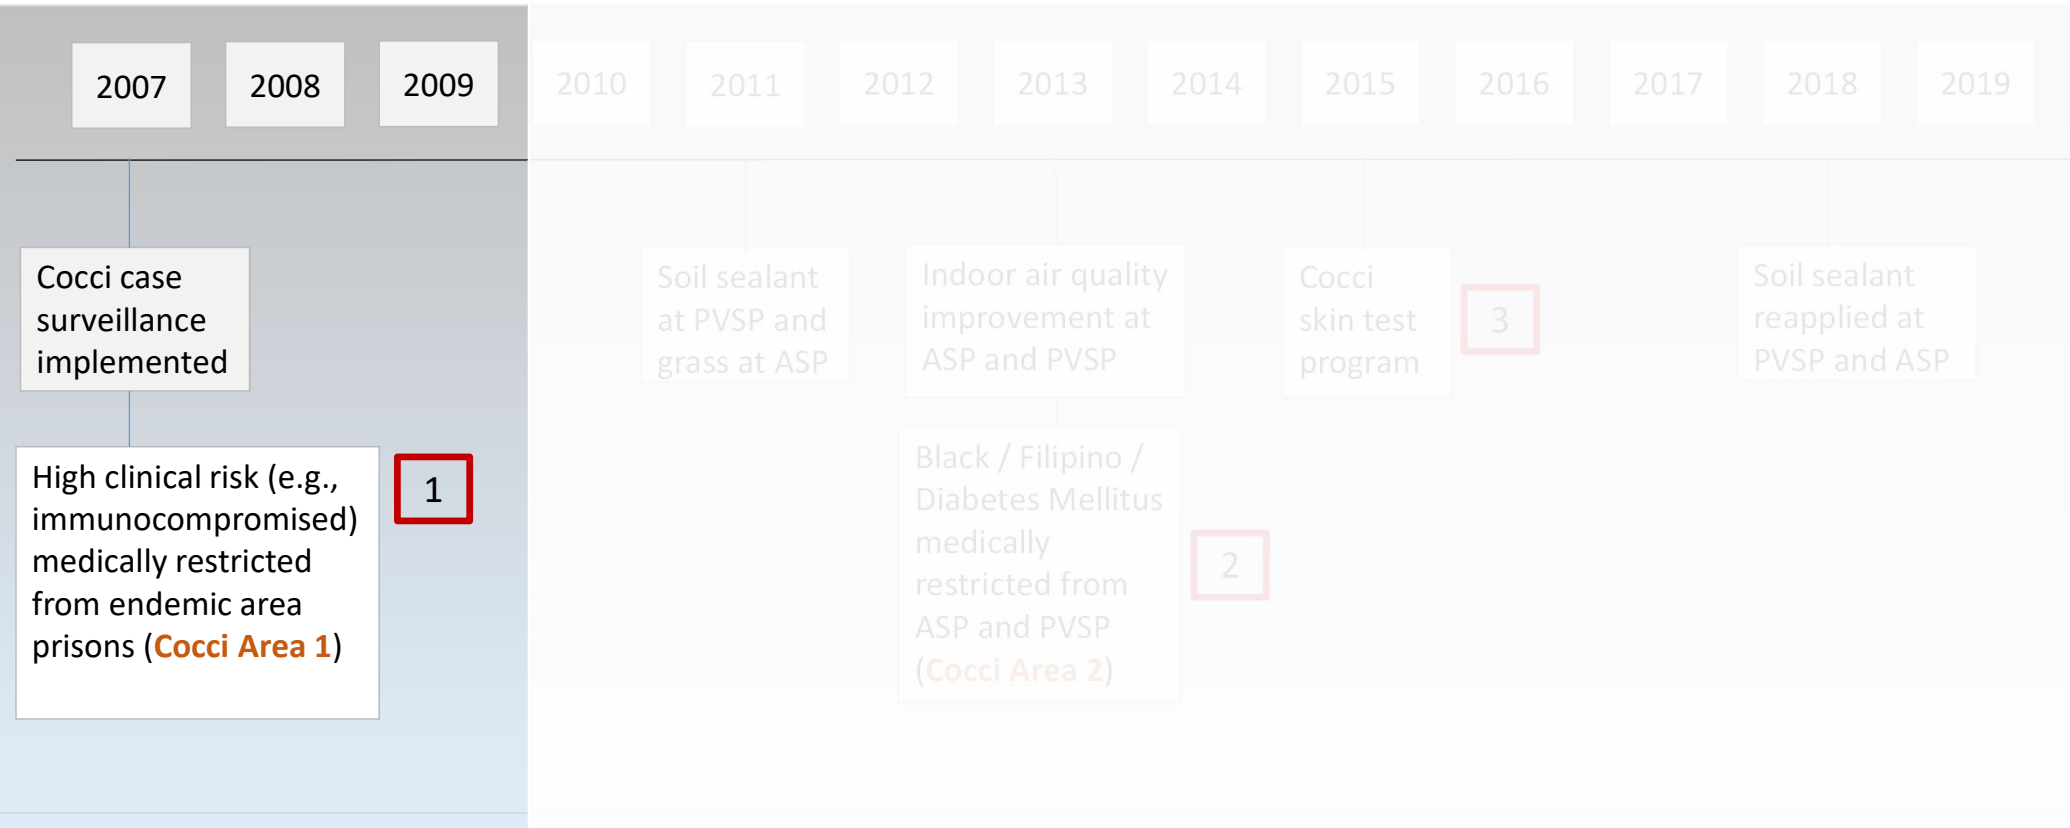 2007 2008 2009 2010 2011 2012 2013 2014 2015 2016 2017 2018 2019
Cocci case
surveillance
implemented
High clinical risk (e.g.,
immunocompromised)
medically restricted
from endemic area
prisons (Cocci Area 1)
1
Soil sealant
at PVSP and
grass at ASP
Indoor air quality
improvement at
ASP and PVSP
Black / Filipino /
Diabetes Mellitus
medically
restricted from
ASP and PVSP
(Cocci Area 2)
2
Cocci
skin test
program
3
Soil sealant
reapplied at
PVSP and ASP